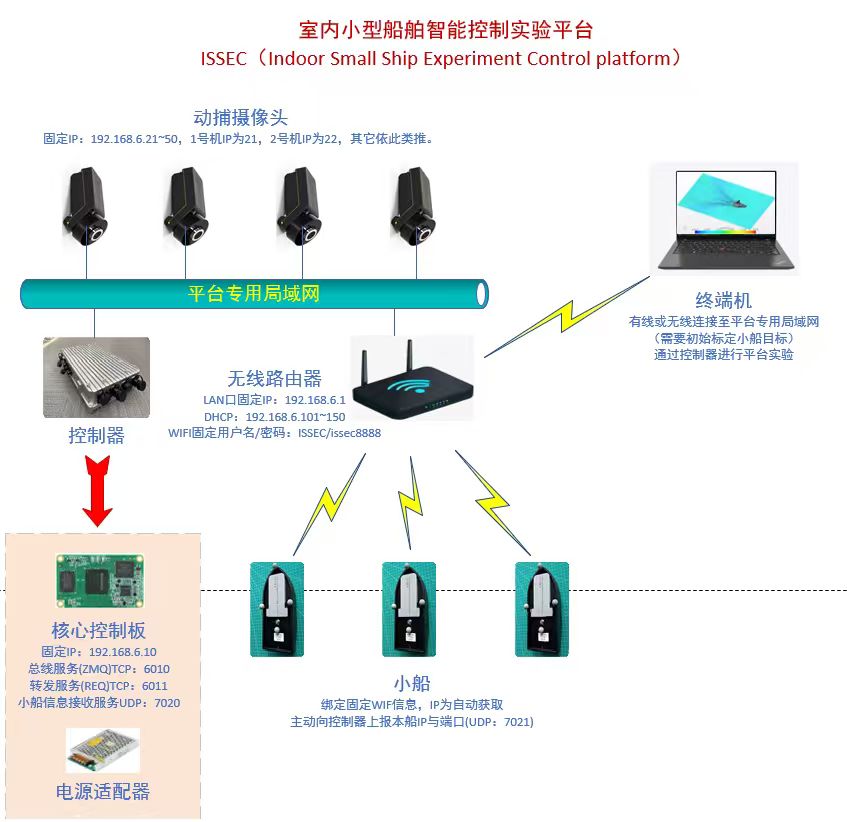 室内小型船舶智能控制实验平台
ISSEC（Indoor Small Ship Experiment Control platform）
动捕摄像头
固定IP：192.168.6.21~50，1号机IP为21，2号机IP为22，其它依此类推。
平台专用局域网
终端机
有线或无线连接至平台专用局域网
（需要初始标定小船目标）
通过控制器进行平台实验
无线路由器
LAN口固定IP：192.168.6.1
DHCP：192.168.6.101~150
WIFI固定用户名/密码：ISSEC/issec8888
控制器
核心控制板
固定IP：192.168.6.10
总线服务(ZMQ)TCP：6010
转发服务(REQ)TCP：6011
小船信息接收服务UDP：7020
电源适配器
小船
绑定固定WIF信息，IP为自动获取
主动向控制器上报本船IP与端口(UDP：7021)